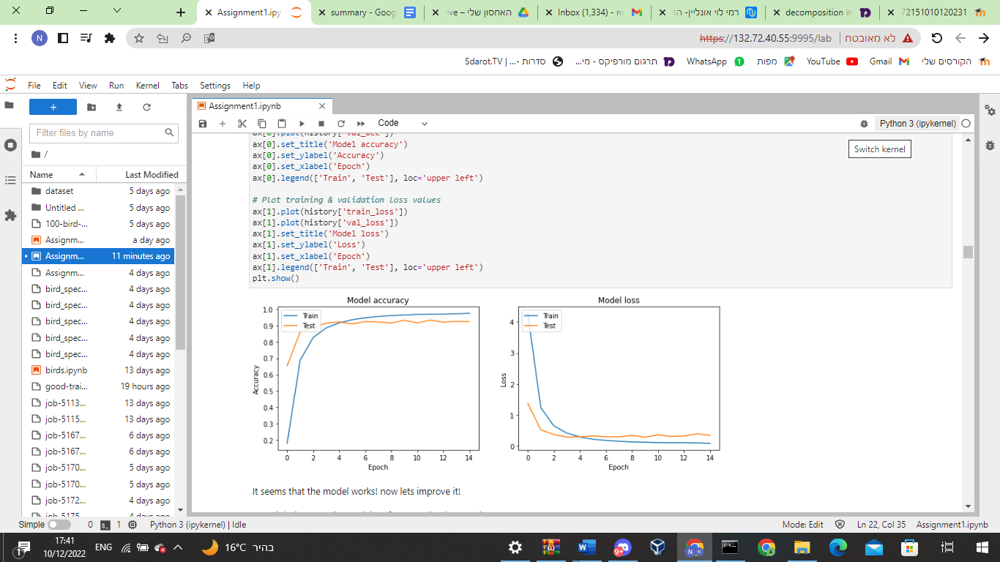 Assignment1.ipy
summary - Goog
האחסון שלי – rive
Inbox (1,334) - ni
רמי לוי אונליין- הז
decomposition in
72151010120231
N
https://132.72.40.55:9995/lab
לא מאובטח
Sdarot.TV | ...- סדרות
תרגום מורפיקס - מי...
WhatsApp
1
מפות
YouTube
Gmail
הקורסים שלי
File Edit View Run Kernel Tabs Settings Help
Assignment1.ipynb
+
Filter files by name
Code
Python 3 (ipykernel)
Switch kernel
/
Name Last Modified
dataset 5 days ago
Untitled ... 5 days ago
100-bird-... 5 days ago
Assignm... a day ago
Assignm... 11 minutes ago
Assignm... 4 days ago
bird_spec... 4 days ago
bird_spec... 4 days ago
bird_spec... 4 days ago
bird_spec... 4 days ago
bird_spec... 4 days ago
birds.ipynb 13 days ago
good-trai... 19 hours ago
job-5113... 13 days ago
job-5115... 13 days ago
job-5167... 6 days ago
job-5167... 6 days ago
job-5170... 5 days ago
job-5170... 5 days ago
job-5172... 4 days ago
job-5175... 4 days ago
ax[0].plot(history['val_acc'])
ax[0].set_title('Model accuracy')
ax[0].set_ylabel('Accuracy')
ax[0].set_xlabel('Epoch')
ax[0].legend(['Train', 'Test'], loc='upper left')
# Plot training & validation loss values
ax[1].plot(history['train_loss'])
ax[1].plot(history['val_loss'])
ax[1].set_title('Model loss')
ax[1].set_ylabel('Loss')
ax[1].set_xlabel('Epoch')
ax[1].legend(['Train', 'Test'], loc='upper left')
plt.show()
Model accuracy
Train
Test
1.0
0.9
0.8
0.7
0.6
0.5
0.4
0.3
0.2
Accuracy
0 2 4 6 8 10 12 14
Epoch
Model loss
Train
Test
4
3
2
1
0
Loss
0 2 4 6 8 10 12 14
Epoch
It seems that the model works! now lets improve it!
Simple 0 1 Python 3 (ipykernel) | Idle
Mode: Edit Ln 22, Col 35 Assignment1.ipynb
1
17:41
10/12/2022
ENG
16°C בהיר
9+
N N
A